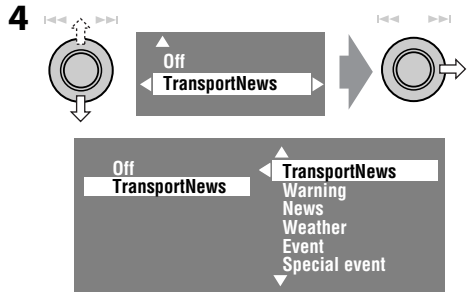 4
Off
TransportNews
Off
TransportNews
TransportNews
Warning
News
Weather
Event
Special event